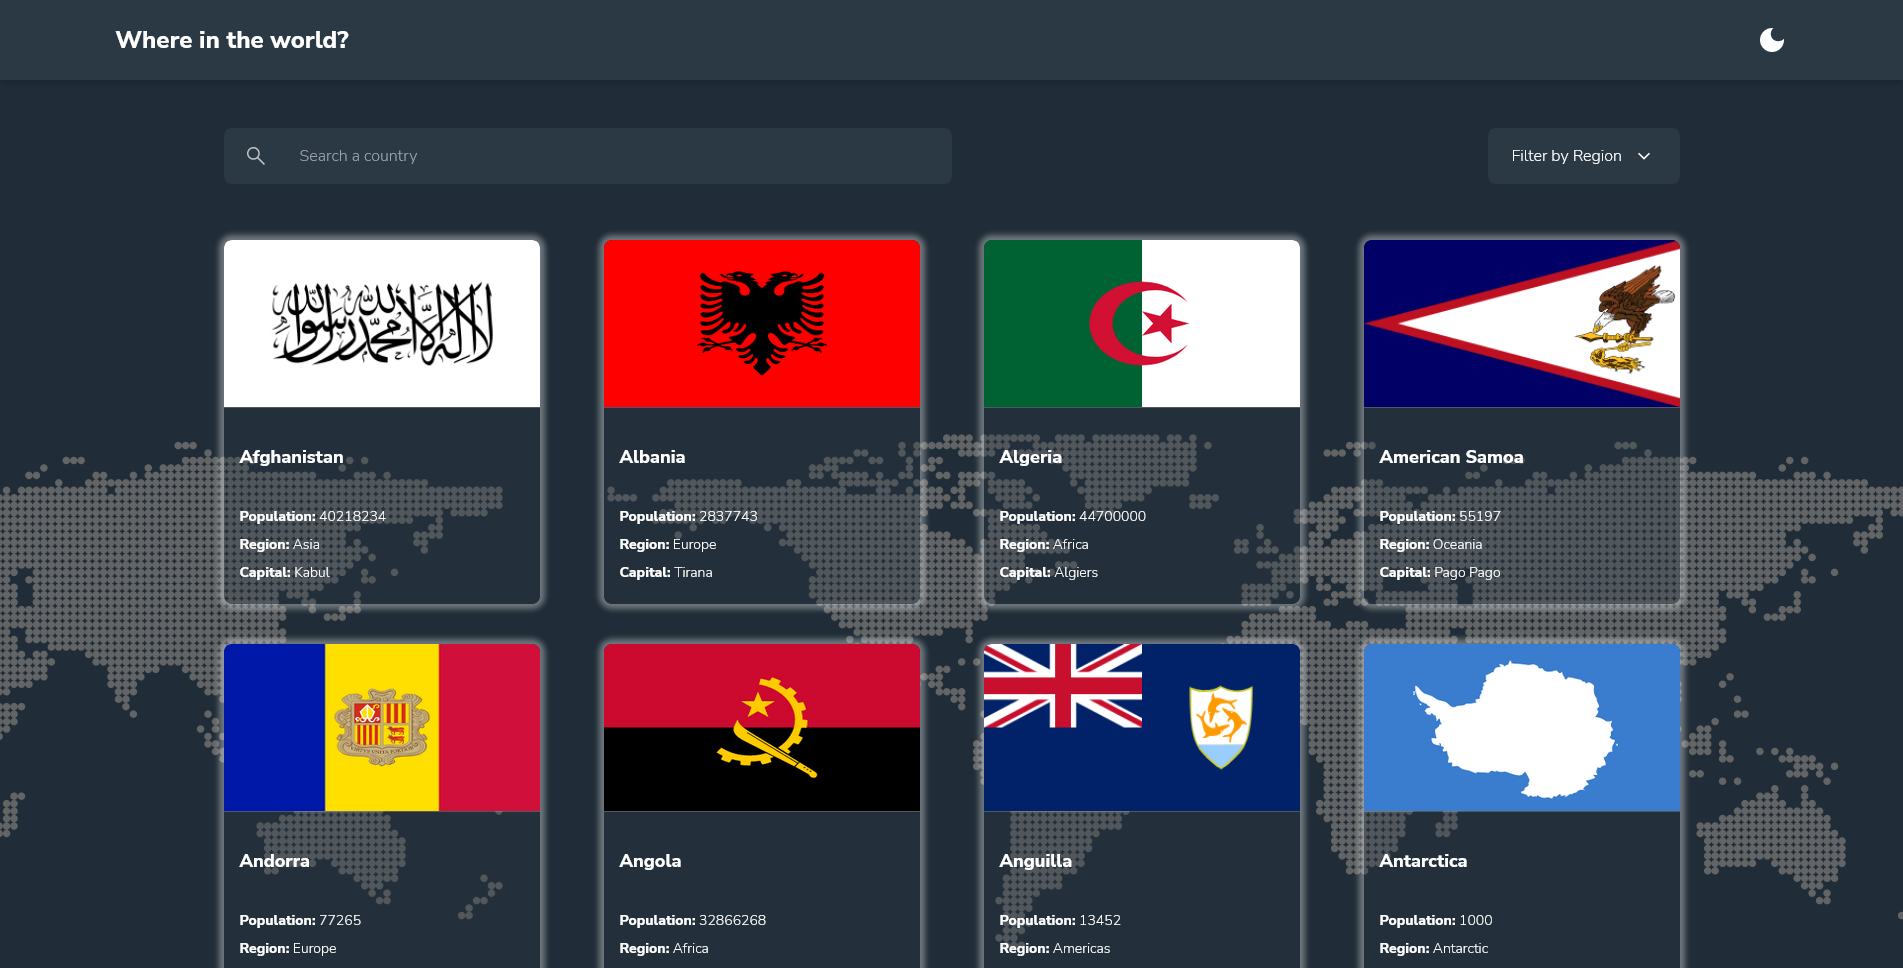 Where in the world?
Search a country
Filter by Region
لا إله إلا الله محمد رسول الله
Afghanistan
Population: 40218234
Region: Asia
Capital: Kabul
Albania
Population: 2837743
Region: Europe
Capital: Tirana
Algeria
Population: 44700000
Region: Africa
Capital: Algiers
American Samoa
Population: 55197
Region: Oceania
Capital: Pago Pago
Andorra
Population: 77265
Region: Europe
Angola
Population: 32866268
Region: Africa
Anguilla
Population: 13452
Region: Americas
Antarctica
Population: 1000
Region: Antarctic